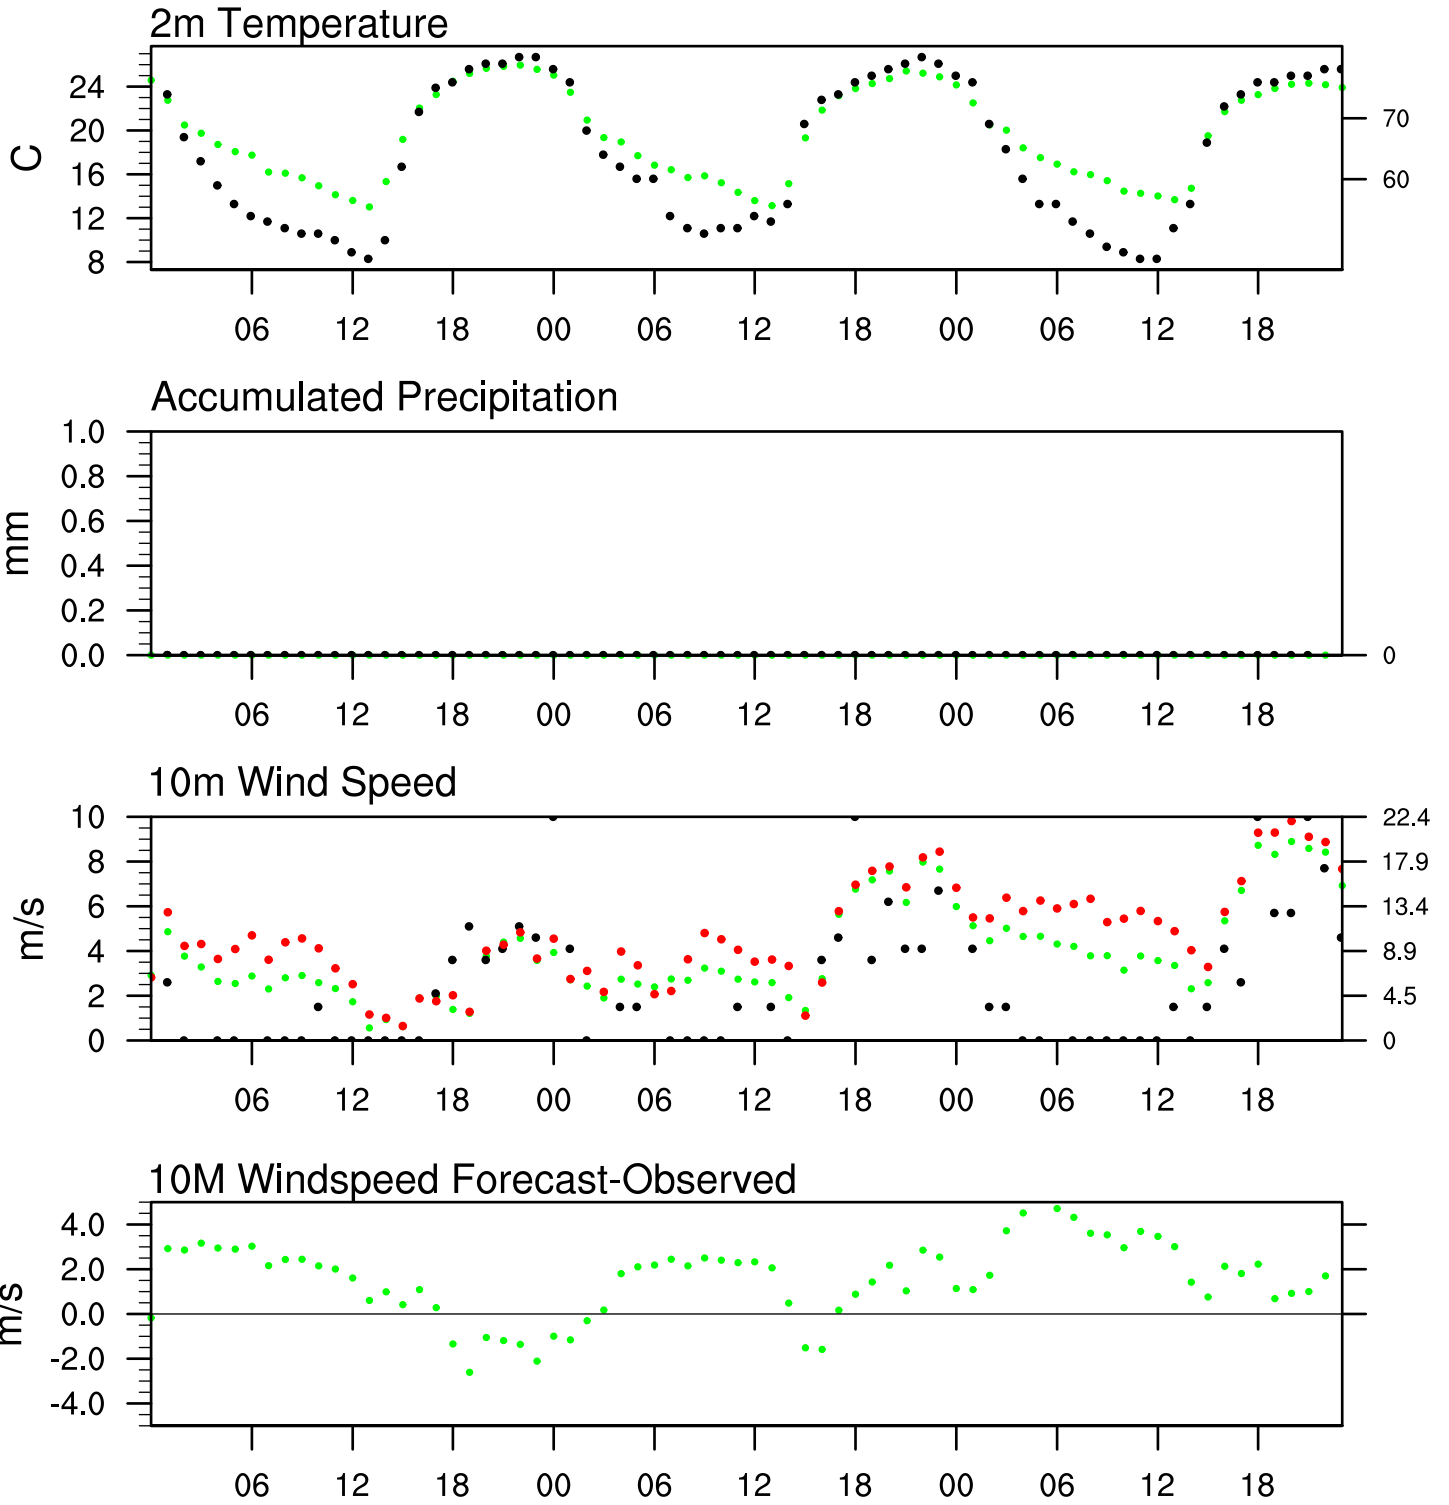 2m Temperature
C
24
20
16
12
8
70
60
06 12 18 00 06 12 18 00 06 12 18
Accumulated Precipitation
mm
1.0
0.8
0.6
0.4
0.2
0.0
0
06 12 18 00 06 12 18 00 06 12 18
10m Wind Speed
m/s
10
8
6
4
2
0
22.4
17.9
13.4
8.9
4.5
0
06 12 18 00 06 12 18 00 06 12 18
10M Windspeed Forecast-Observed
m/s
4.0
2.0
0.0
-2.0
-4.0
06 12 18 00 06 12 18 00 06 12 18